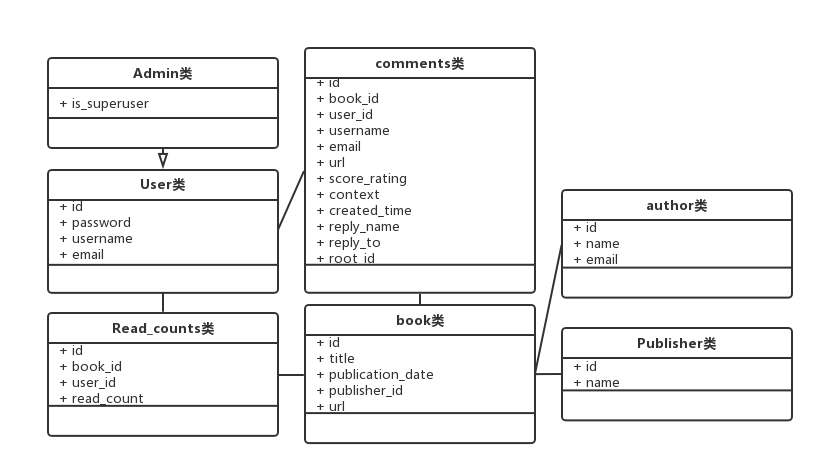 Admin类
+ is_superuser
User类
+ id
+ password
+ username
+ email
Read_counts类
+ id
+ book_id
+ user_id
+ read_count
comments类
+ id
+ book_id
+ user_id
+ username
+ email
+ url
+ score_rating
+ context
+ created_time
+ reply_name
+ reply_to
+ root_id
book类
+ id
+ title
+ publication_date
+ publisher_id
+ url
author类
+ id
+ name
+ email
Publisher类
+ id
+ name